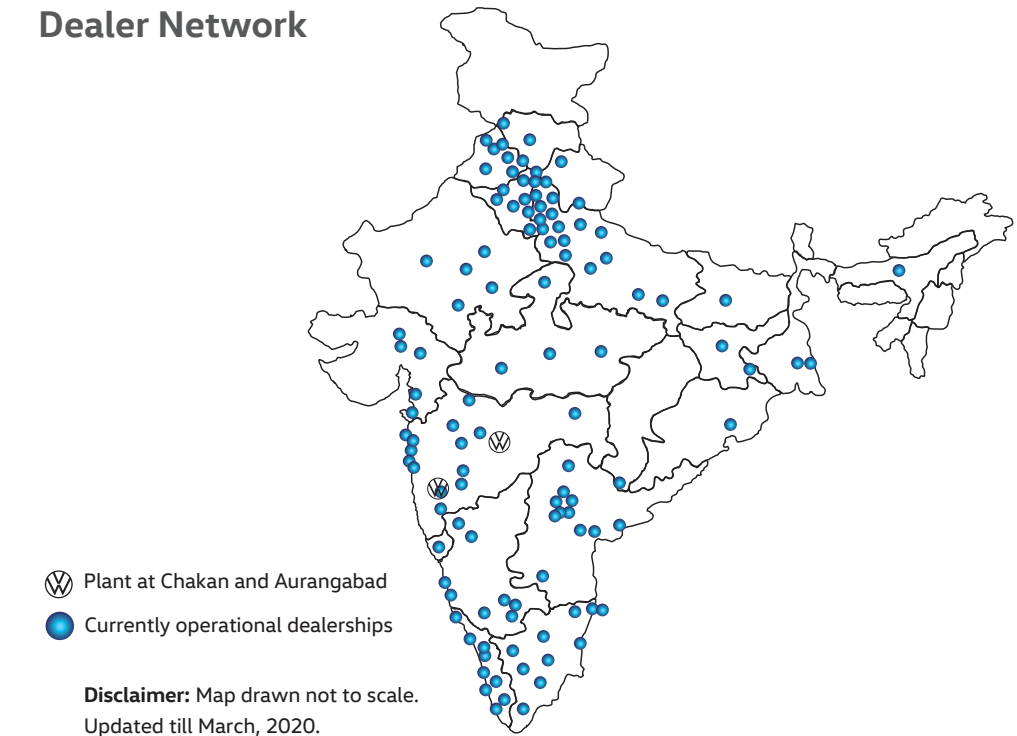 Dealer Network
Plant at Chakan and Aurangabad
Currently operational dealerships
Disclaimer: Map drawn not to scale.
Updated till March, 2020.